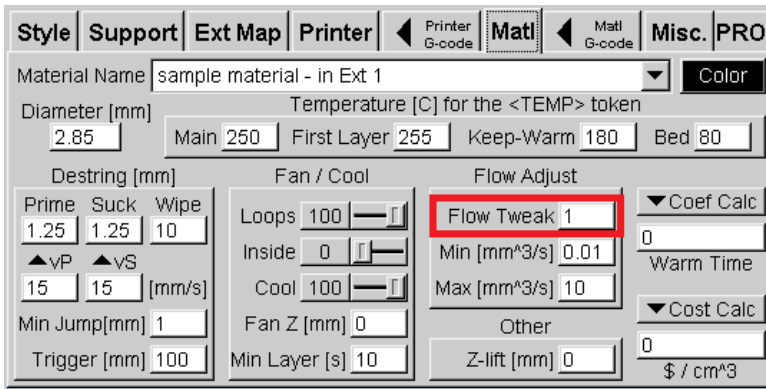 Style Support Ext Map Printer Printer G-code Matl Matl G-code Misc. PRO
Material Name sample material - in Ext 1 Color
Diameter [mm] Temperature [C] for the <TEMP> token
2.85 Main 250 First Layer 255 Keep-Warm 180 Bed 80
Destring [mm] Fan / Cool Flow Adjust
Prime Suck Wipe Loops 100 Flow Tweak 1 Coef Calc
1.25 1.25 10 Inside 0 Min [mm^3/s] 0.01 0
vP vS Warm Time
15 15 [mm/s] Cool 100 Max [mm^3/s] 10 Cost Calc
Min Jump[mm] 1 Fan Z [mm] 0 Other 0
Trigger [mm] 100 Min Layer [s] 10 Z-lift [mm] 0 $ / cm^3